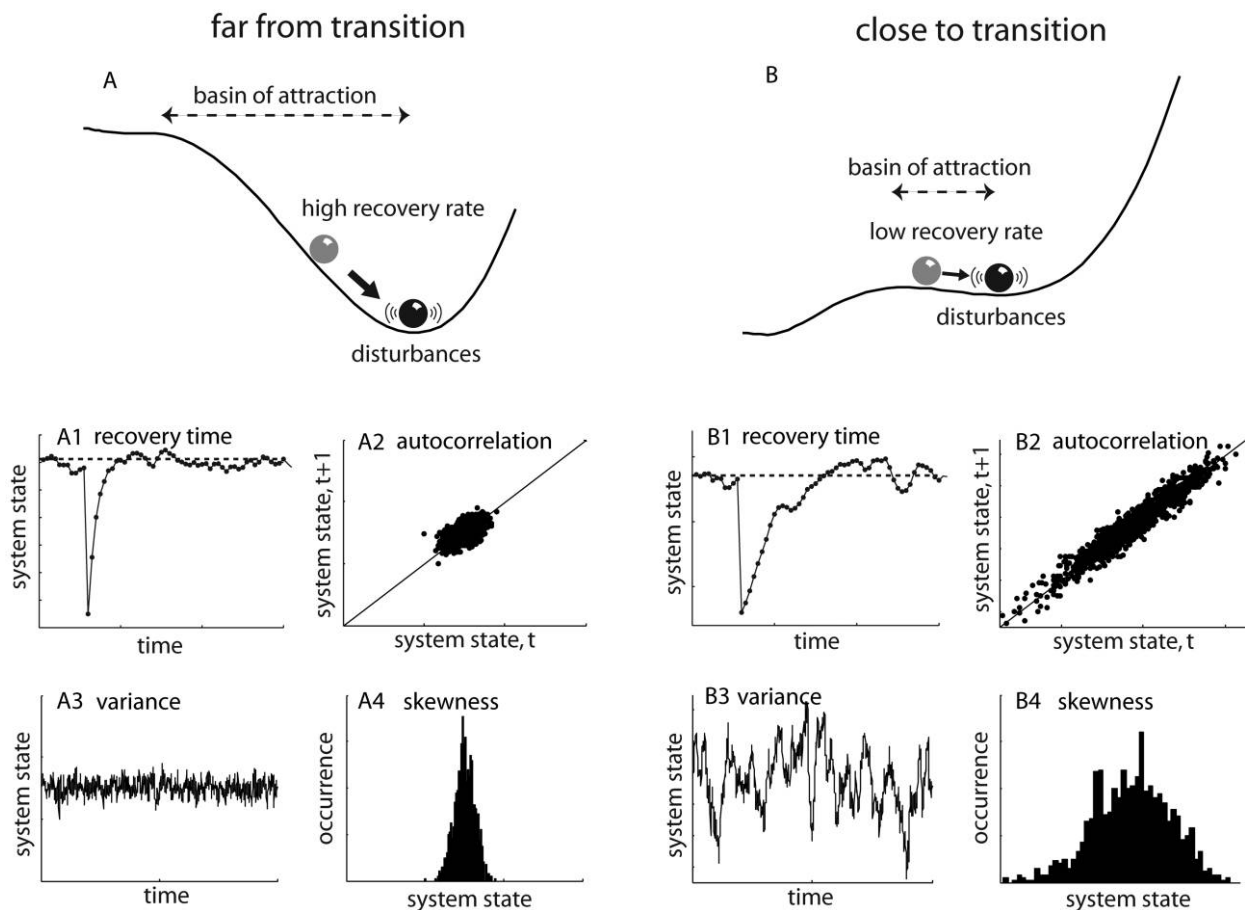 far from transition
close to transition
A
basin of attraction
high recovery rate
disturbances
B
basin of attraction
low recovery rate
disturbances
A1 recovery time
system state
time
A2 autocorrelation
system state, t+1
system state, t
B1 recovery time
system state
time
B2 autocorrelation
system state, t+1
system state, t
A3 variance
system state
time
A4 skewness
occurrence
system state
B3 variance
system state
time
B4 skewness
occurrence
system state